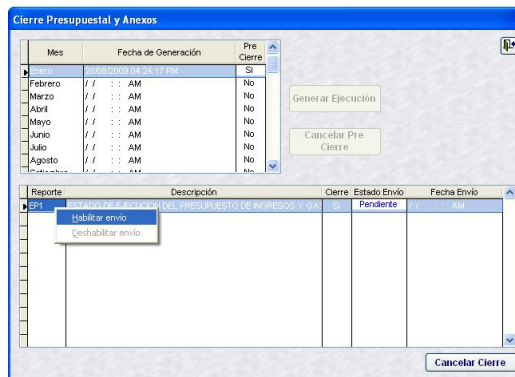 Cierre Presupuestal y Anexos
Mes Fecha de Generación Pre Cierre
Enero 28/08/2009 04:24:17 PM Si
Febrero / / : : AM No
Marzo / / : : AM No
Abril / / : : AM No
Mayo / / : : AM No
Junio / / : : AM No
Julio / / : : AM No
Agosto / / : : AM No
Generar Ejecución
Cancelar Pre Cierre
Reporte Descripción Cierre Estado Envío Fecha Envío
EP1 ESTADO DE EJECUCION DEL PRESUPUESTO DE INGRESOS Y GAS Si Pendiente / / : : AM
Habilitar envío
Deshabilitar envío
Cancelar Cierre